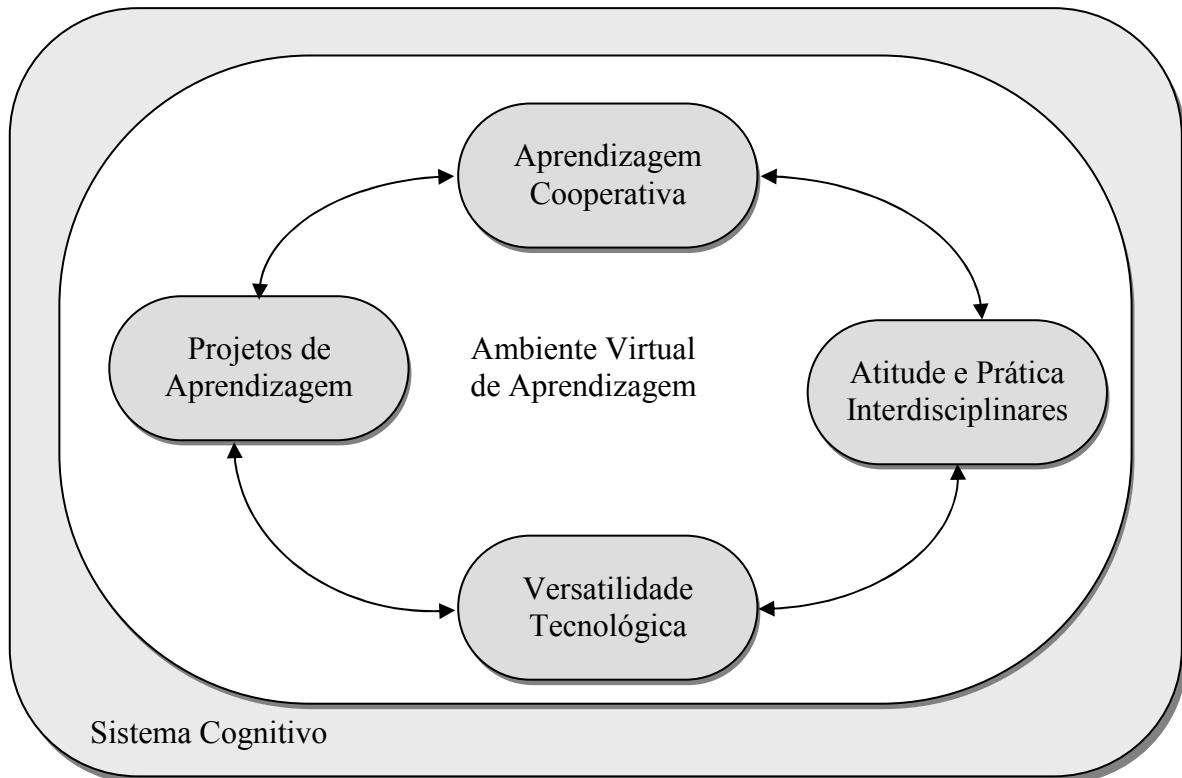 Aprendizagem
Cooperativa
Projetos de
Aprendizagem
Ambiente Virtual
de Aprendizagem
Atitude e Prática
Interdisciplinares
Versatilidade
Tecnológica
Sistema Cognitivo